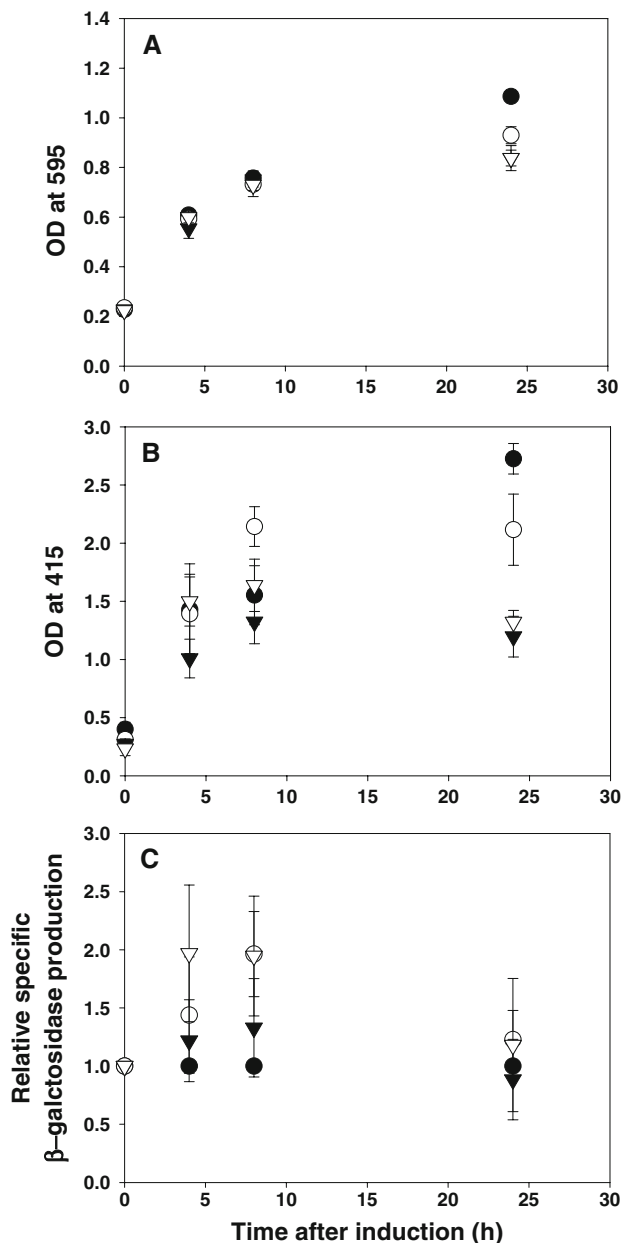 A
OD at 595
1.4
1.2
1.0
0.8
0.6
0.4
0.2
0.0
0 5 10 15 20 25 30
B
OD at 415
3.0
2.5
2.0
1.5
1.0
0.5
0.0
0 5 10 15 20 25 30
C
Relative specific
β−galctosidase production
3.0
2.5
2.0
1.5
1.0
0.5
0.0
0 5 10 15 20 25 30
Time after induction (h)